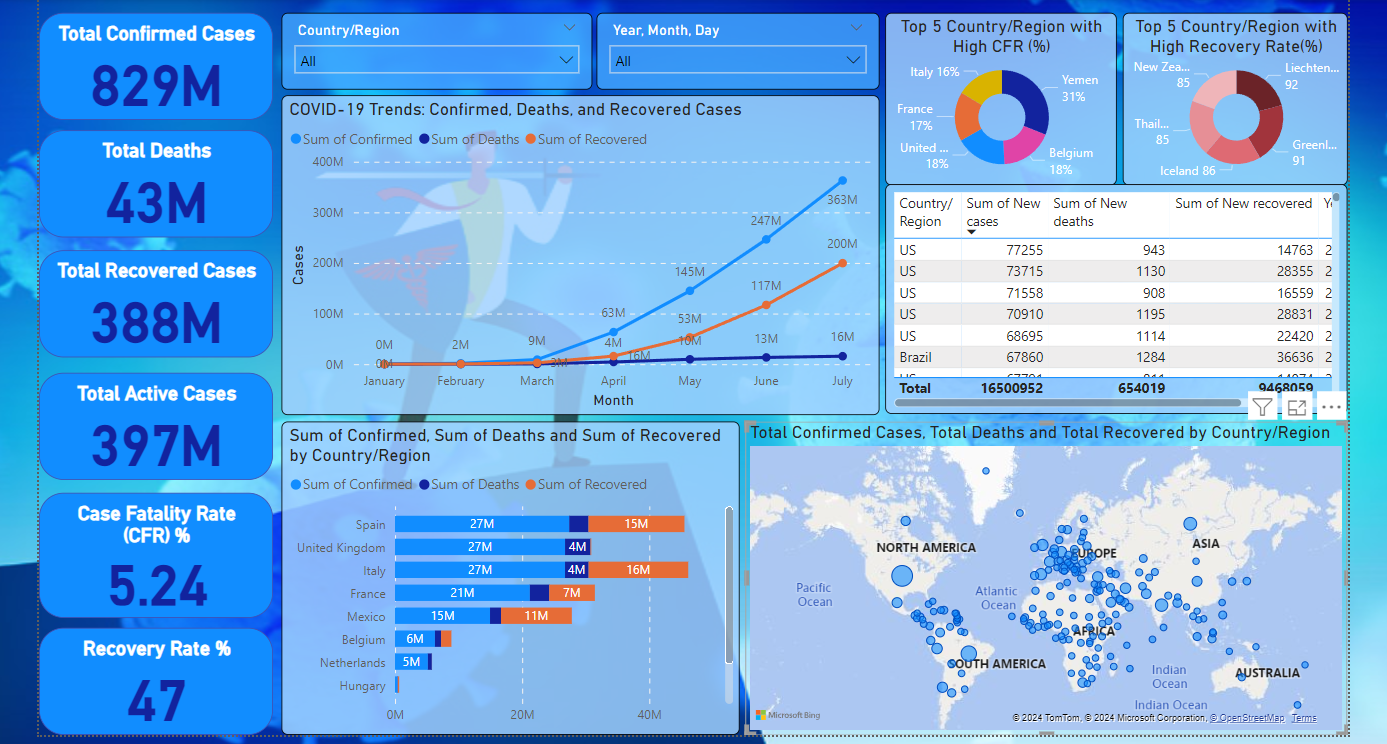 Total Confirmed Cases
829M
Total Deaths
43M
Total Recovered Cases
388M
Total Active Cases
397M
Case Fatality Rate
(CFR) %
5.24
Recovery Rate %
47
Country/Region
All
Year, Month, Day
All
COVID-19 Trends: Confirmed, Deaths, and Recovered Cases
Sum of Confirmed Sum of Deaths Sum of Recovered
Cases
400M
300M
200M
100M
0M
0M
0M
2M
9M
3M
63M
4M
16M
145M
53M
10M
247M
117M
13M
363M
200M
16M
January February March April May June July
Month
Top 5 Country/Region with
High CFR (%)
Italy 16%
Yemen
31%
France
17%
United ...
18%
Belgium
18%
Top 5 Country/Region with
High Recovery Rate(%)
New Zea...
85
Liechten...
92
Thail...
85
Greenl...
91
Iceland 86
Country/ Sum of New Sum of New Sum of New recovered
Region cases deaths
US 77255 943 14763 2
US 73715 1130 28355 2
US 71558 908 16559 2
US 70910 1195 28831 2
US 68695 1114 22420 2
Brazil 67860 1284 36636 2
Total 16500952 654019 9468059
Sum of Confirmed, Sum of Deaths and Sum of Recovered
by Country/Region
Sum of Confirmed Sum of Deaths Sum of Recovered
Spain 27M 15M
United Kingdom 27M 4M
Italy 27M 4M 16M
France 21M 7M
Mexico 15M 11M
Belgium 6M
Netherlands 5M
Hungary
0M 20M 40M
Total Confirmed Cases, Total Deaths and Total Recovered by Country/Region
NORTH AMERICA
EUROPE
ASIA
Pacific
Ocean
Atlantic
Ocean
AFRICA
SOUTH AMERICA
Indian
Ocean
AUSTRALIA
Indian Ocean
Microsoft Bing
© 2024 TomTom, © 2024 Microsoft Corporation, © OpenStreetMap Terms